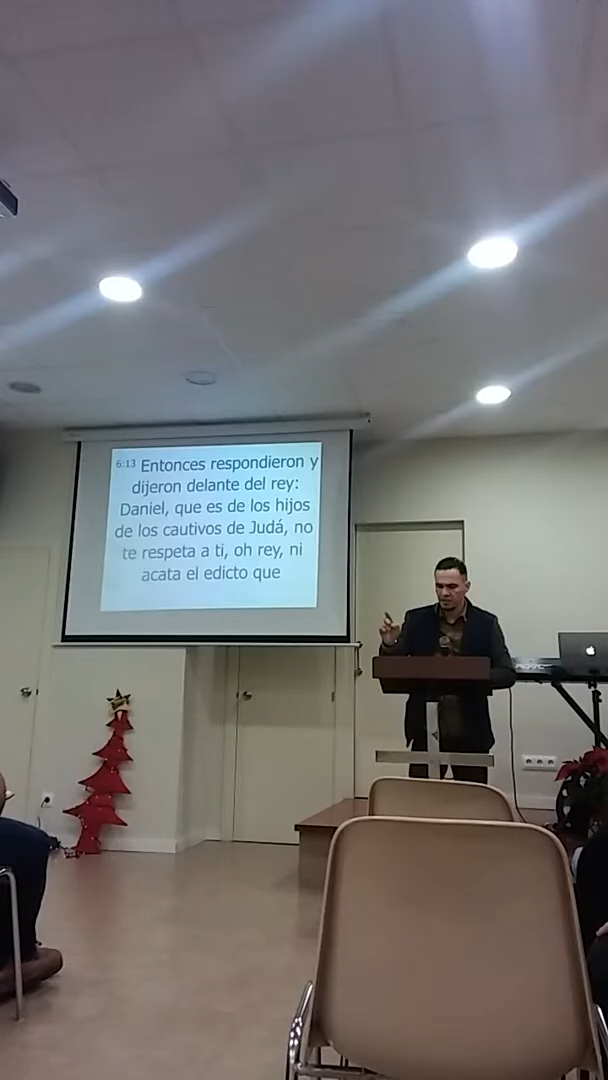 6:13 Entonces respondieron y
dijeron delante del rey:
Daniel, que es de los hijos
de los cautivos de Judá, no
te respeta a ti, oh rey, ni
acata el edicto que